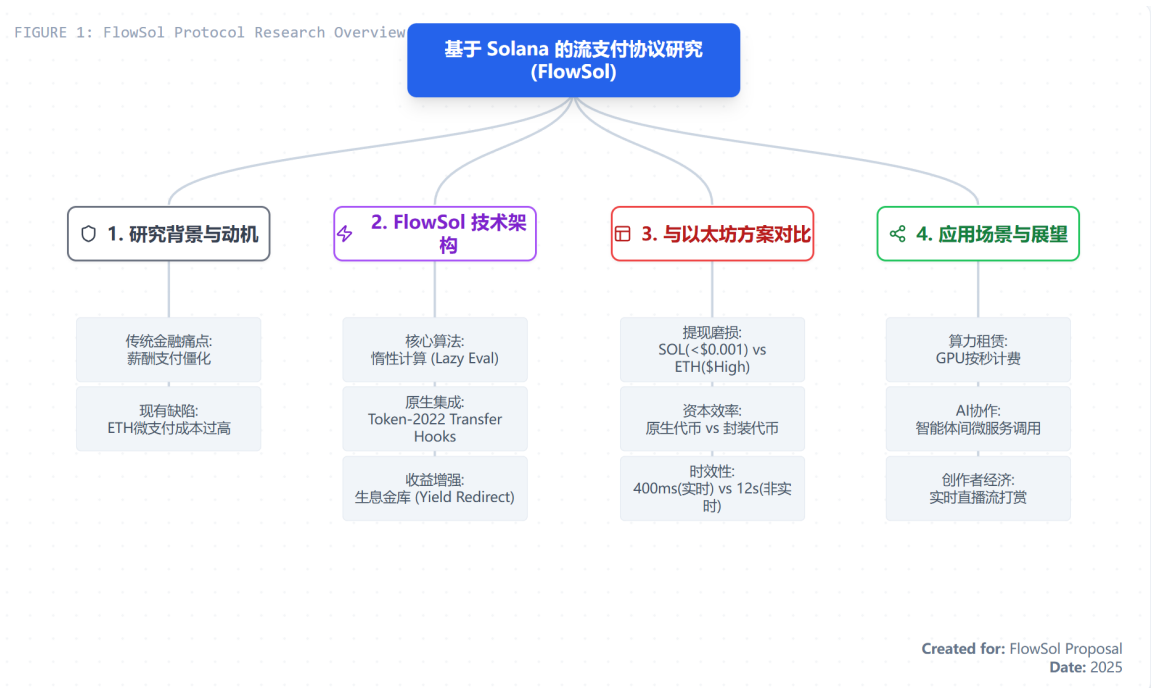 FIGURE 1: FlowSol Protocol Research Overview
基于 Solana 的流支付协议研究
(FlowSol)
1. 研究背景与动机
传统金融痛点:
薪酬支付僵化
现有缺陷:
ETH微支付成本过高
2. FlowSol 技术架
构
核心算法:
惰性计算 (Lazy Eval)
原生集成:
Token-2022 Transfer
Hooks
收益增强:
生息金库 (Yield Redirect)
3. 与以太坊方案对比
提现磨损:
SOL(<$0.001) vs
ETH($High)
资本效率:
原生代币 vs 封装代币
时效性:
400ms(实时) vs 12s(非实
时)
4. 应用场景与展望
算力租赁:
GPU按秒计费
AI协作:
智能体间微服务调用
创作者经济:
实时直播流打赏
Created for: FlowSol Proposal
Date: 2025